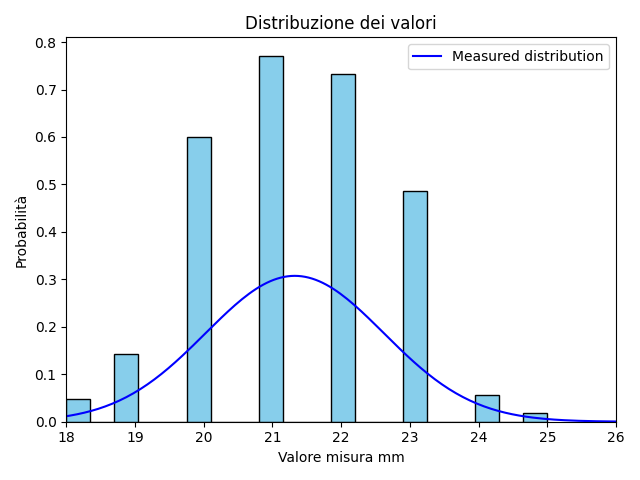 Distribuzione dei valori
Measured distribution
Probabilità
0.8
0.7
0.6
0.5
0.4
0.3
0.2
0.1
0.0
18 19 20 21 22 23 24 25 26
Valore misura mm